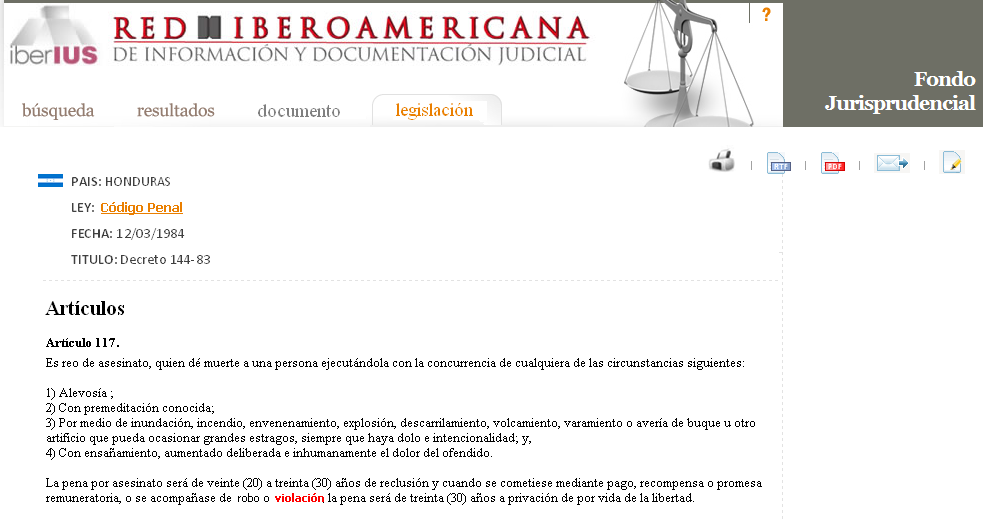 RED IBEROAMERICANA
DE INFORMACIÓN Y DOCUMENTACIÓN JUDICIAL
iberIUS
?
Fondo
Jurisprudencial
búsqueda resultados documento legislación
RTF PDF
PAIS: HONDURAS
LEY: Código Penal
FECHA: 12/03/1984
TITULO: Decreto 144-83
Artículos
Artículo 117.
Es reo de asesinato, quien dé muerte a una persona ejecutándola con la concurrencia de cualquiera de las circunstancias siguientes:
1) Alevosía ;
2) Con premeditación conocida;
3) Por medio de inundación, incendio, envenenamiento, explosión, descarrilamiento, volcamiento, varamiento o avería de buque u otro
artificio que pueda ocasionar grandes estragos, siempre que haya dolo e intencionalidad; y,
4) Con ensañamiento, aumentado deliberada e inhumanamente el dolor del ofendido.
La pena por asesinato será de veinte (20) a treinta (30) años de reclusión y cuando se cometiese mediante pago, recompensa o promesa
remuneratoria, o se acompañase de robo o violación la pena será de treinta (30) años a privación de por vida de la libertad.